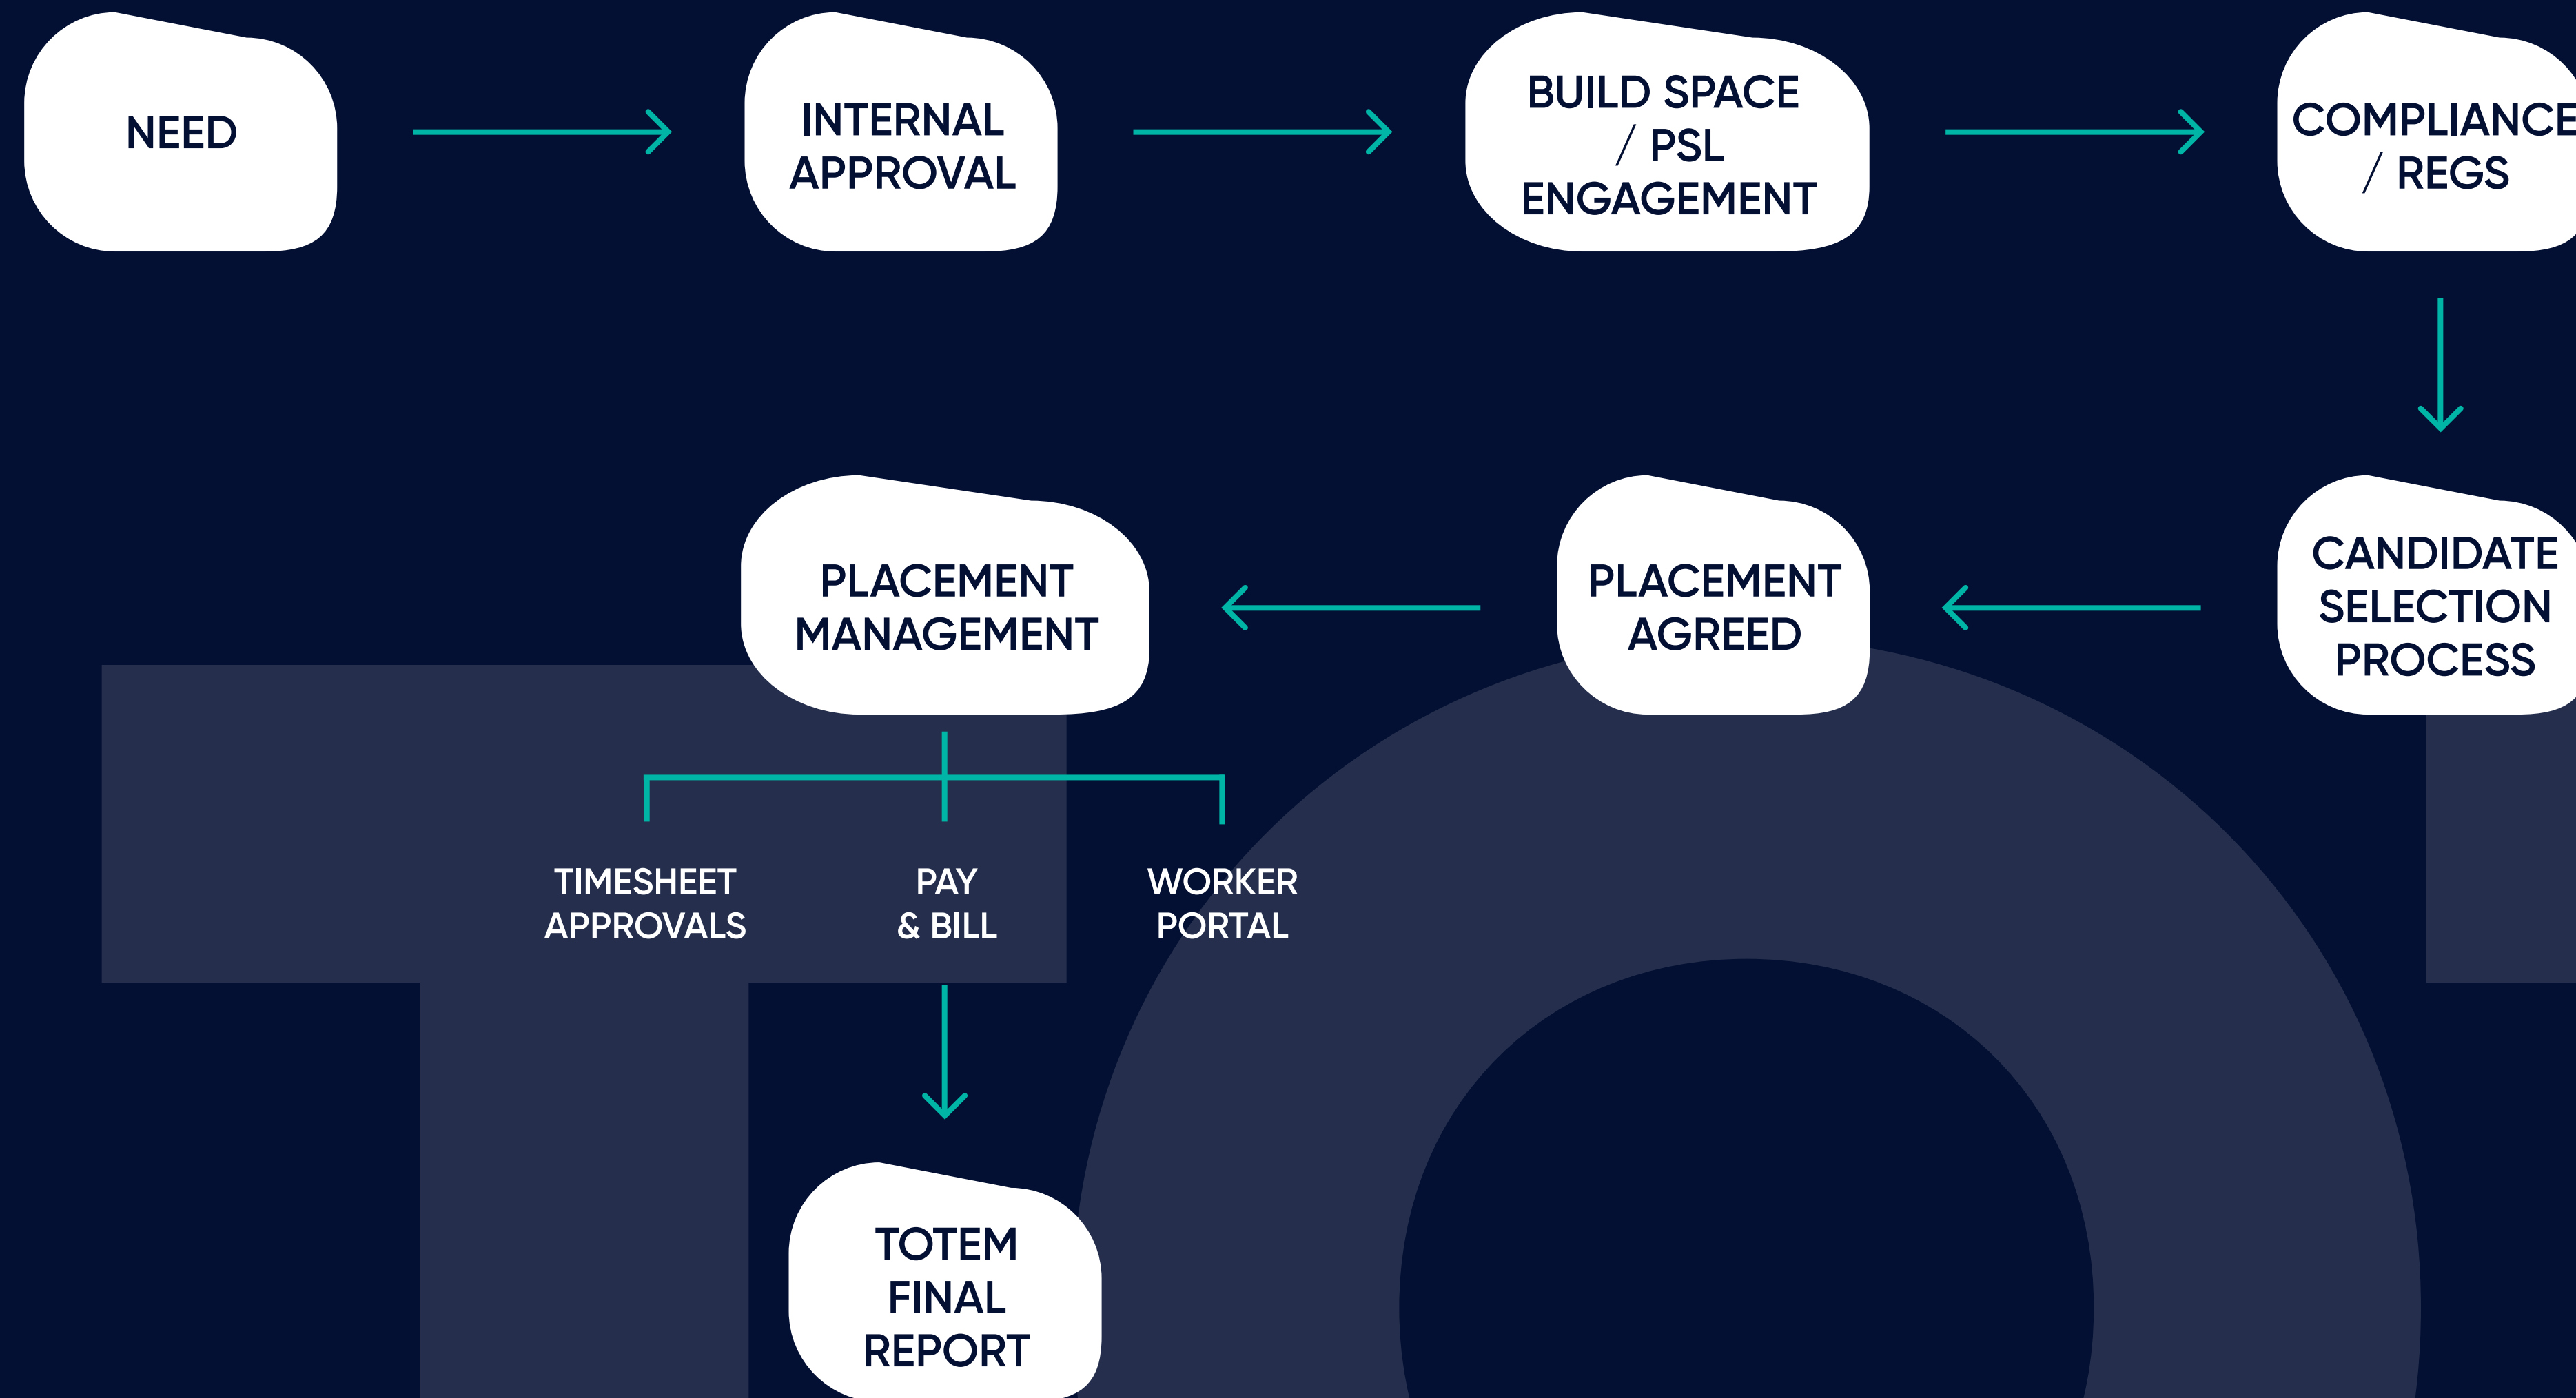 NEED
INTERNAL
APPROVAL
BUILD SPACE
/ PSL
ENGAGEMENT
COMPLIANCE
/ REGS
CANDIDATE
SELECTION
PROCESS
PLACEMENT
AGREED
PLACEMENT
MANAGEMENT
TIMESHEET
APPROVALS
PAY
& BILL
WORKER
PORTAL
TOTEM
FINAL
REPORT
TO